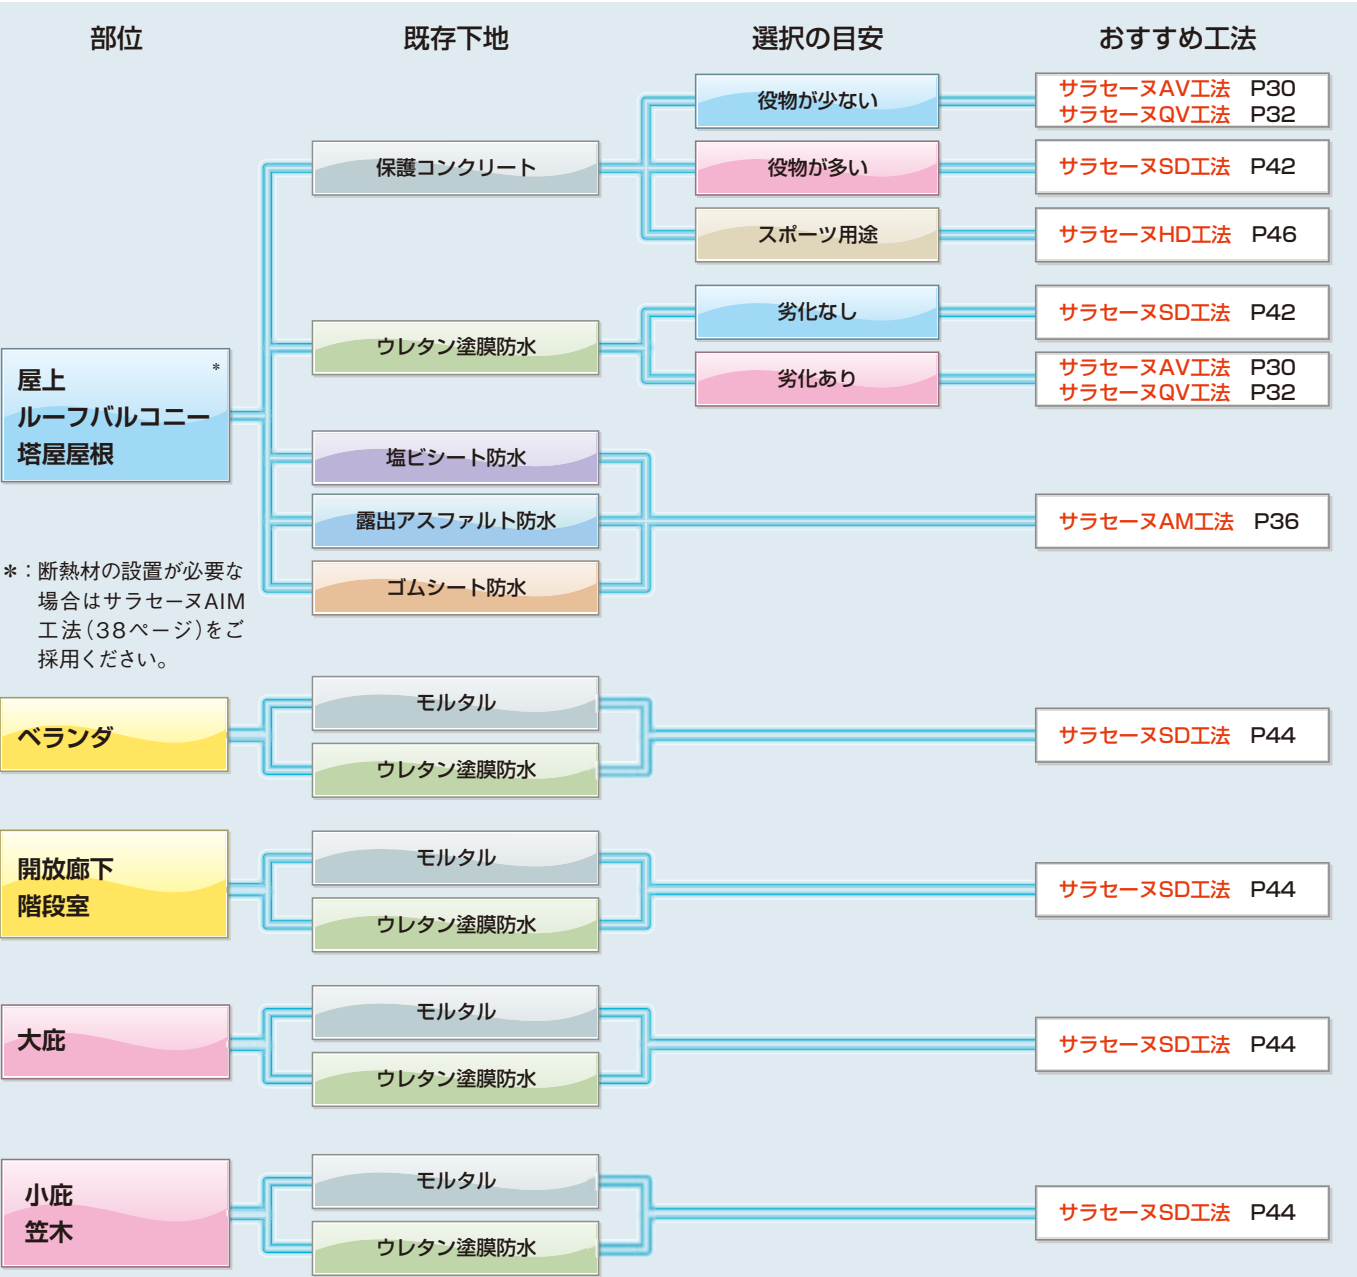 部位
既存下地
選択の目安
おすすめ工法
屋上 *
ルーフバルコニー
塔屋屋根
保護コンクリート
役物が少ない
サラセーヌAV工法 P30
サラセーヌQV工法 P32
役物が多い
サラセーヌSD工法 P42
スポーツ用途
サラセーヌHD工法 P46
ウレタン塗膜防水
劣化なし
サラセーヌSD工法 P42
劣化あり
サラセーヌAV工法 P30
サラセーヌQV工法 P32
塩ビシート防水
露出アスファルト防水
ゴムシート防水
サラセーヌAM工法 P36
＊：断熱材の設置が必要な
場合はサラセーヌAIM
工法（38ページ）をご
採用ください。
ベランダ
モルタル
ウレタン塗膜防水
サラセーヌSD工法 P44
開放廊下
階段室
モルタル
ウレタン塗膜防水
サラセーヌSD工法 P44
大庇
モルタル
ウレタン塗膜防水
サラセーヌSD工法 P44
小庇
笠木
モルタル
ウレタン塗膜防水
サラセーヌSD工法 P44